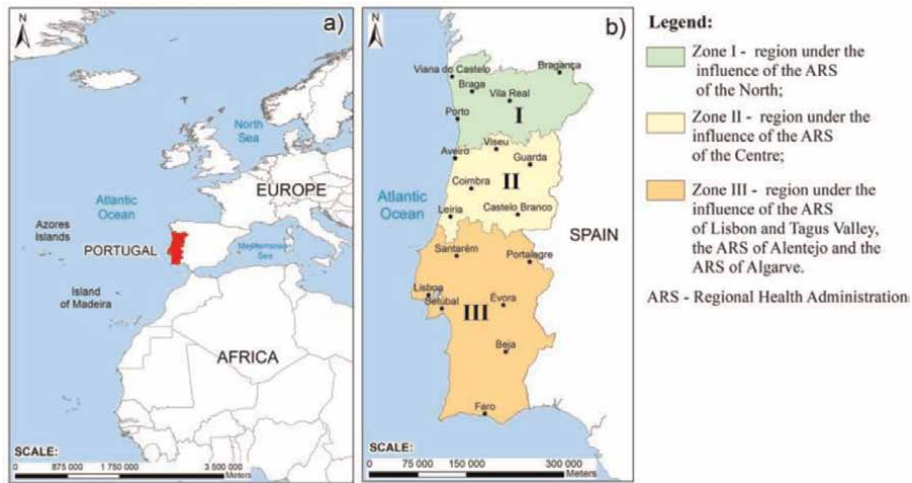 a)
N
North
Sea
Atlantic
Ocean
EUROPE
Azores
Islands
PORTUGAL
Mediterranean
Sea
Island
of Madeira
AFRICA
SCALE:
0 875 000 1 750 000 3 500 000
Meters
b)
N
Viana do Castelo
Bragança
Braga
Vila Real
Porto
I
Viseu
Aveiro
Guarda
Coimbra
II
Atlantic
Ocean
Leiria
Castelo Branco
SPAIN
Santarém
Portalegre
Lisboa
Setúbal
III
Évora
Beja
Faro
SCALE:
0 75 000 150 000 300 000
Meters
Legend:
Zone I - region under the
influence of the ARS
of the North;
Zone II - region under the
influence of the ARS
of the Centre;
Zone III - region under the
influence of the ARS
of Lisbon and Tagus Valley,
the ARS of Alentejo and the
ARS of Algarve.
ARS - Regional Health Administration